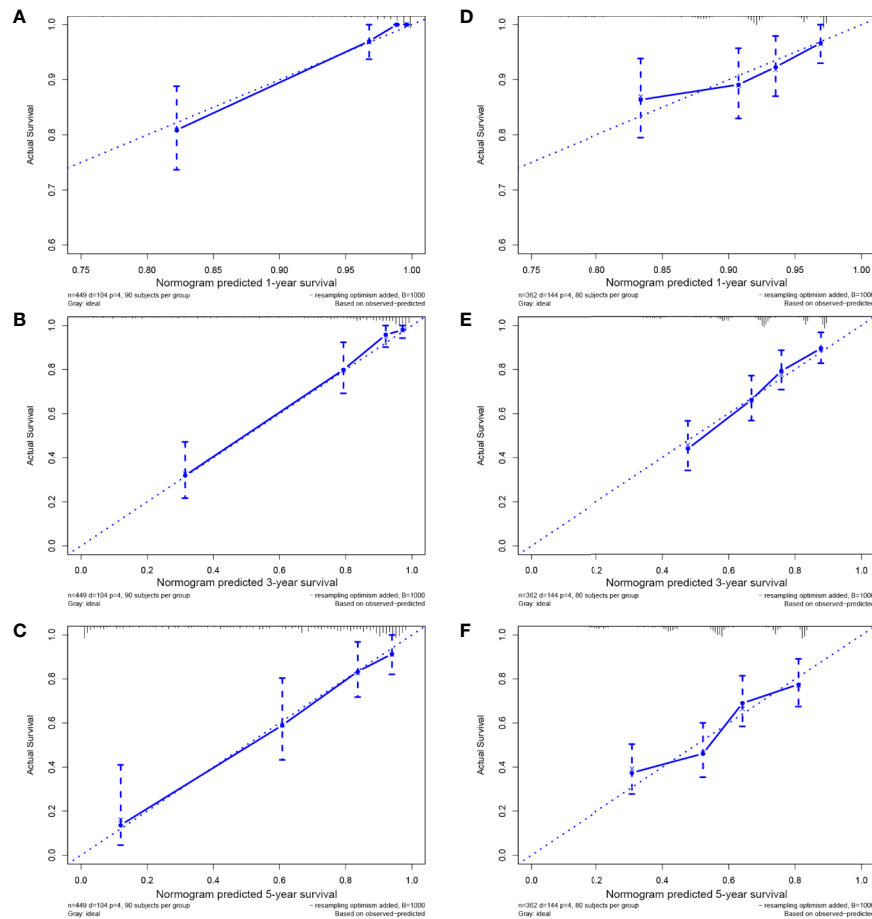 A
Actual Survival
0.6 0.7 0.8 0.9 1.0
0.75 0.80 0.85 0.90 0.95 1.00
Normogram predicted 1-year survival
n=449 d=104 p=4, 90 subjects per group
Gray: ideal
− resampling optimism added, B=1000
Based on observed−predicted
D
Actual Survival
0.6 0.7 0.8 0.9 1.0
0.75 0.80 0.85 0.90 0.95 1.00
Normogram predicted 1-year survival
n=362 d=144 p=4, 80 subjects per group
Gray: ideal
− resampling optimism added, B=1000
Based on observed−predicted
B
Actual Survival
0.0 0.2 0.4 0.6 0.8 1.0
0.0 0.2 0.4 0.6 0.8 1.0
Normogram predicted 3-year survival
n=449 d=104 p=4, 90 subjects per group
Gray: ideal
− resampling optimism added, B=1000
Based on observed−predicted
E
Actual Survival
0.0 0.2 0.4 0.6 0.8 1.0
0.0 0.2 0.4 0.6 0.8 1.0
Normogram predicted 3-year survival
n=362 d=144 p=4, 80 subjects per group
Gray: ideal
− resampling optimism added, B=1000
Based on observed−predicted
C
Actual Survival
0.0 0.2 0.4 0.6 0.8 1.0
0.0 0.2 0.4 0.6 0.8 1.0
Normogram predicted 5-year survival
n=449 d=104 p=4, 90 subjects per group
Gray: ideal
− resampling optimism added, B=1000
Based on observed−predicted
F
Actual Survival
0.0 0.2 0.4 0.6 0.8 1.0
0.0 0.2 0.4 0.6 0.8 1.0
Normogram predicted 5-year survival
n=362 d=144 p=4, 80 subjects per group
Gray: ideal
− resampling optimism added, B=1000
Based on observed−predicted